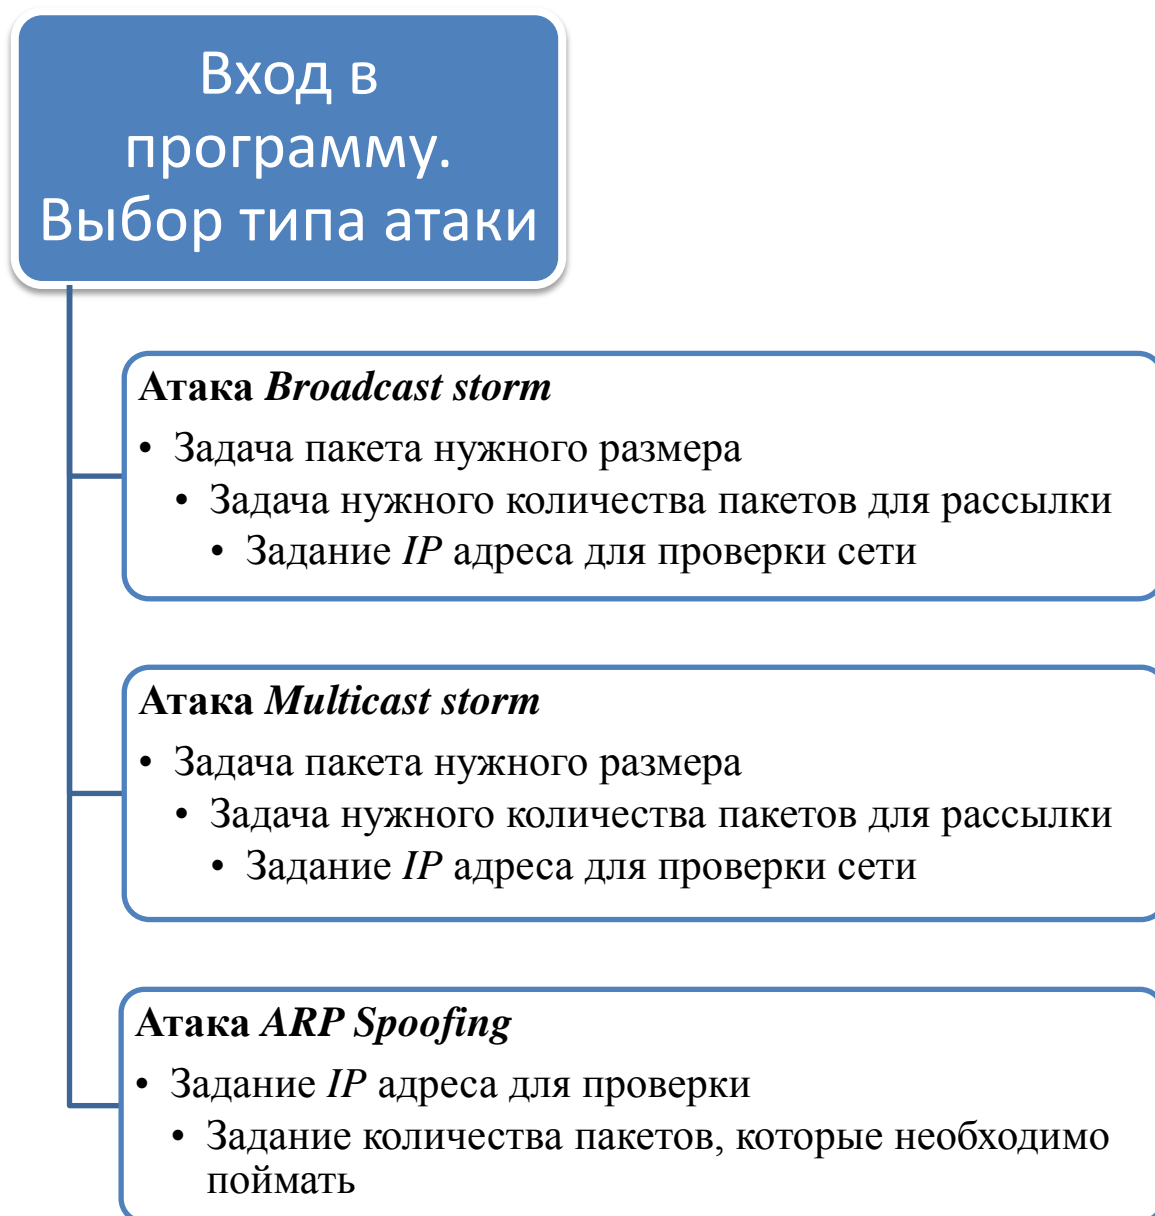 Вход в
программу.
Выбор типа атаки
Атака Broadcast storm
• Задача пакета нужного размера
• Задача нужного количества пакетов для рассылки
• Задание IP адреса для проверки сети
Атака Multicast storm
• Задача пакета нужного размера
• Задача нужного количества пакетов для рассылки
• Задание IP адреса для проверки сети
Атака ARP Spoofing
• Задание IP адреса для проверки
• Задание количества пакетов, которые необходимо
поймать